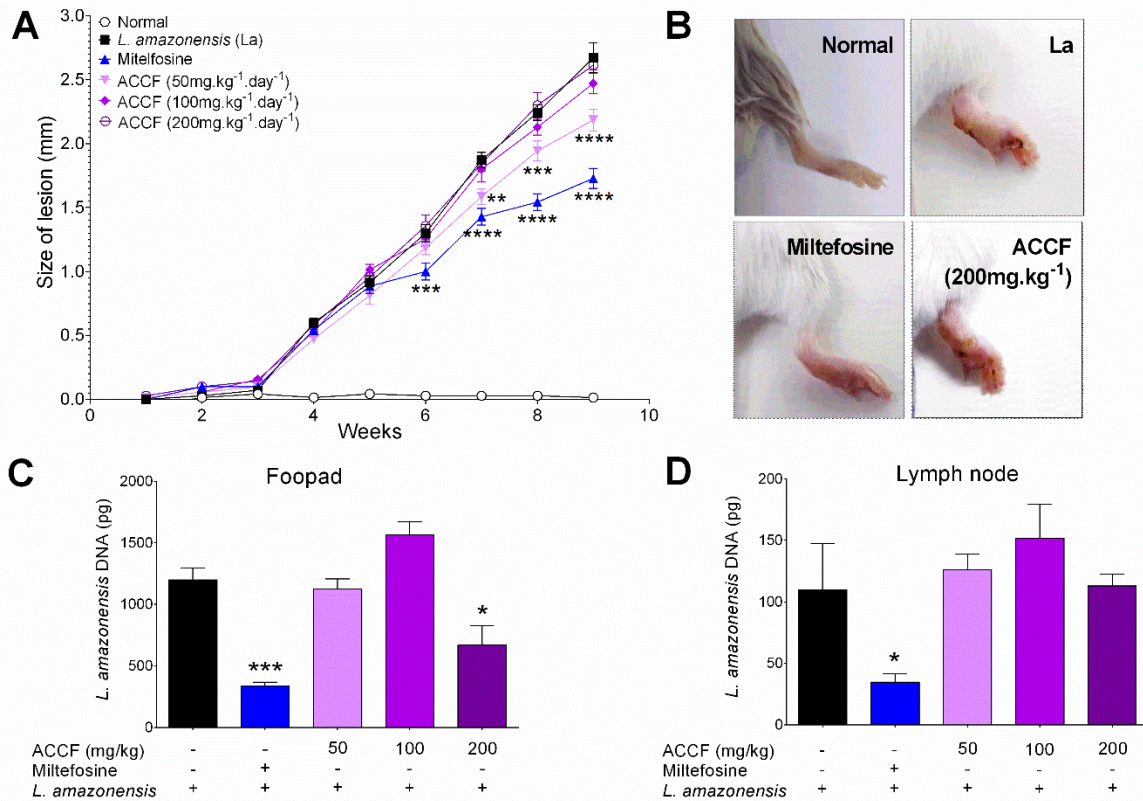 A
3.0
2.5
2.0
1.5
1.0
0.5
0.0
Size of lesion (mm)
0 2 4 6 8 10
Weeks
Normal
L. amazonensis (La)
Mitelfosine
ACCF (50mg.kg⁻¹.day⁻¹)
ACCF (100mg.kg⁻¹.day⁻¹)
ACCF (200mg.kg⁻¹.day⁻¹)
***
****
****
****
**
***
****
B
Normal
La
Miltefosine
ACCF
(200mg.kg⁻¹)
C
Foopad
2000
1500
1000
500
0
L. amazonensis DNA (pg)
***
*
ACCF (mg/kg) - - 50 100 200
Miltefosine - + - - -
L. amazonensis + + + + +
D
Lymph node
200
150
100
50
0
L. amazonensis DNA (pg)
*
ACCF (mg/kg) - - 50 100 200
Miltefosine - + - - -
L. amazonensis + + + + +